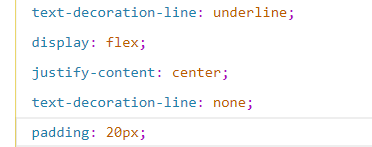 text-decoration-line: underline;
display: flex;
justify-content: center;
text-decoration-line: none;
padding: 20px;